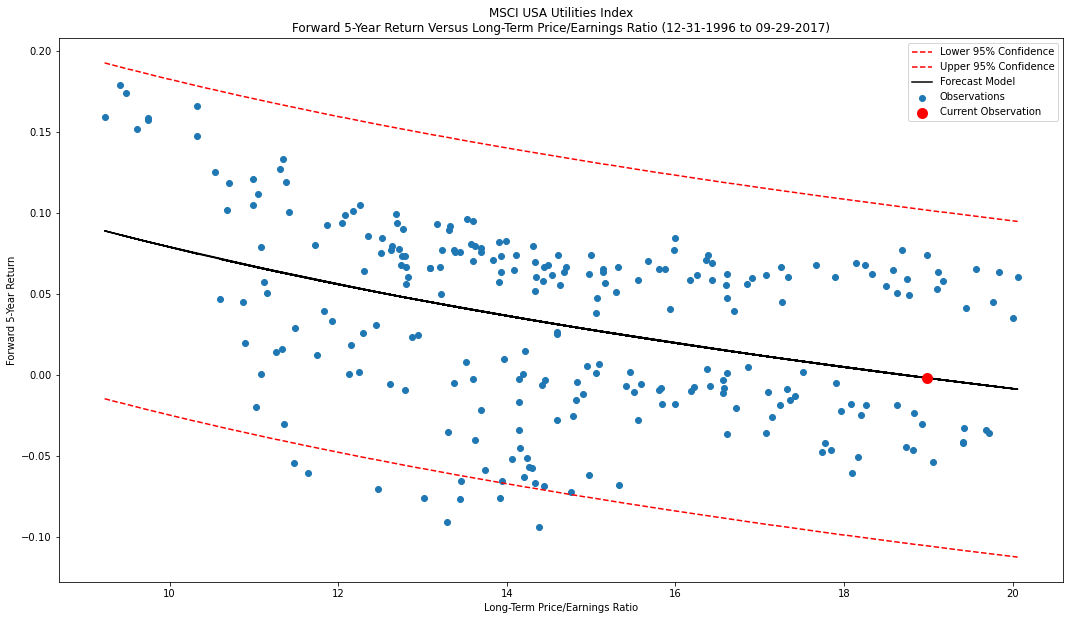 MSCI USA Utilities Index
Forward 5-Year Return Versus Long-Term Price/Earnings Ratio (12-31-1996 to 09-29-2017)
Lower 95% Confidence
Upper 95% Confidence
Forecast Model
Observations
Current Observation
Forward 5-Year Return
0.20
0.15
0.10
0.05
0.00
−0.05
−0.10
10 12 14 16 18 20
Long-Term Price/Earnings Ratio